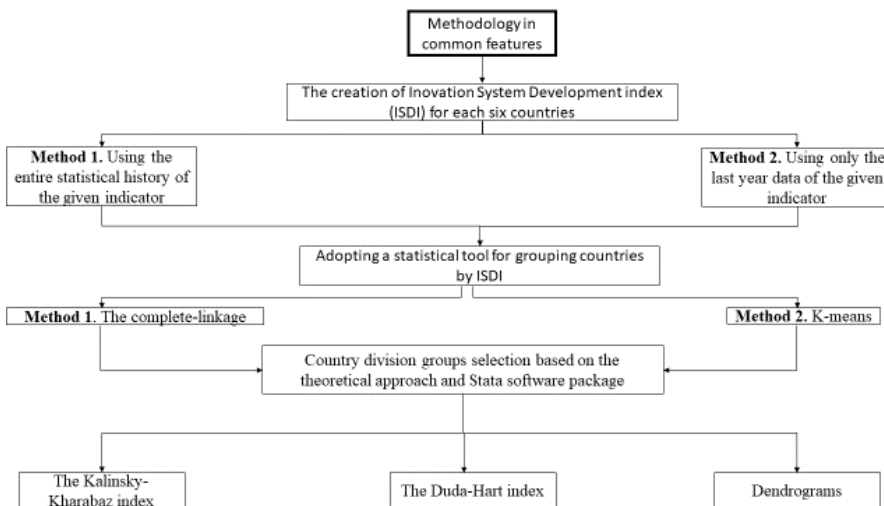 Methodology in
common features
The creation of Inovation System Development index
(ISDI) for each six countries
Method 1. Using the
entire statistical history of
the given indicator
Method 2. Using only the
last year data of the given
indicator
Adopting a statistical tool for grouping countries
by ISDI
Method 1. The complete-linkage
Method 2. K-means
Country division groups selection based on the
theoretical approach and Stata software package
The Kalinsky-
Kharabaz index
The Duda-Hart index
Dendrograms